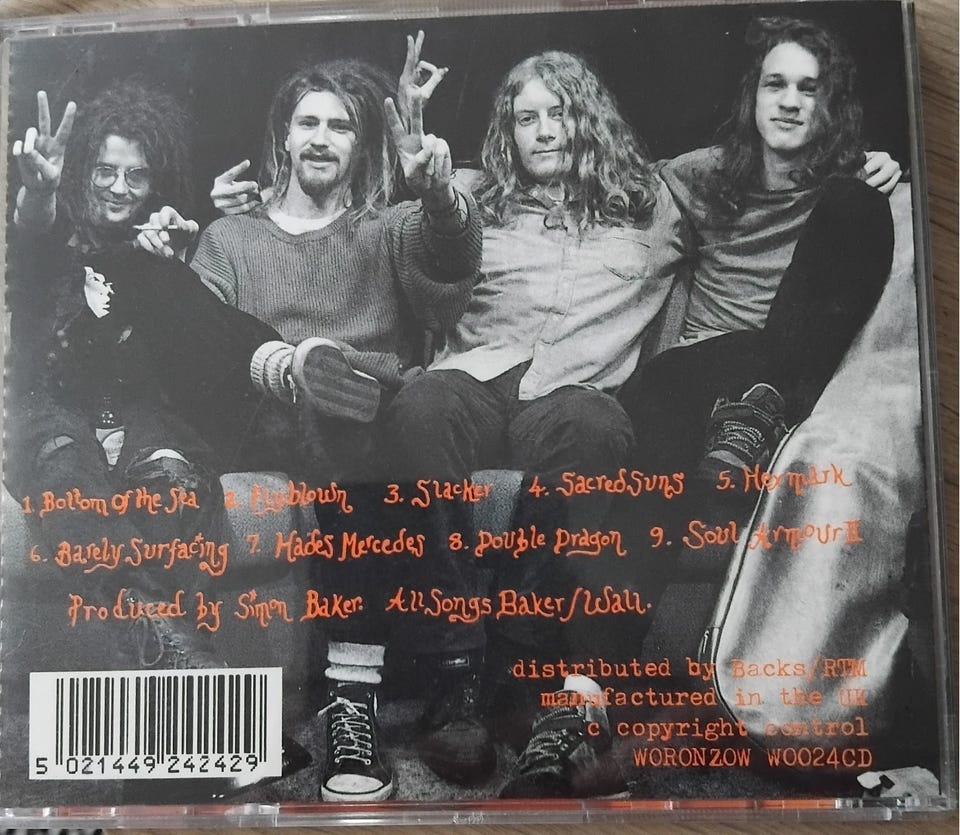 1. Bottom of the Sea 2. Flyblown 3. Slacker 4. Sacred Suns 5. Hexmark
6. Barely Surfacing 7. Hades Mercedes 8. Double Dragon 9. Soul Armour II
Produced by Simon Baker. All Songs Baker/Wall.
distributed by Backs/RTM
manufactured in the UK
c copyright control
WORONZOW WOO24CD
5 021449 242429